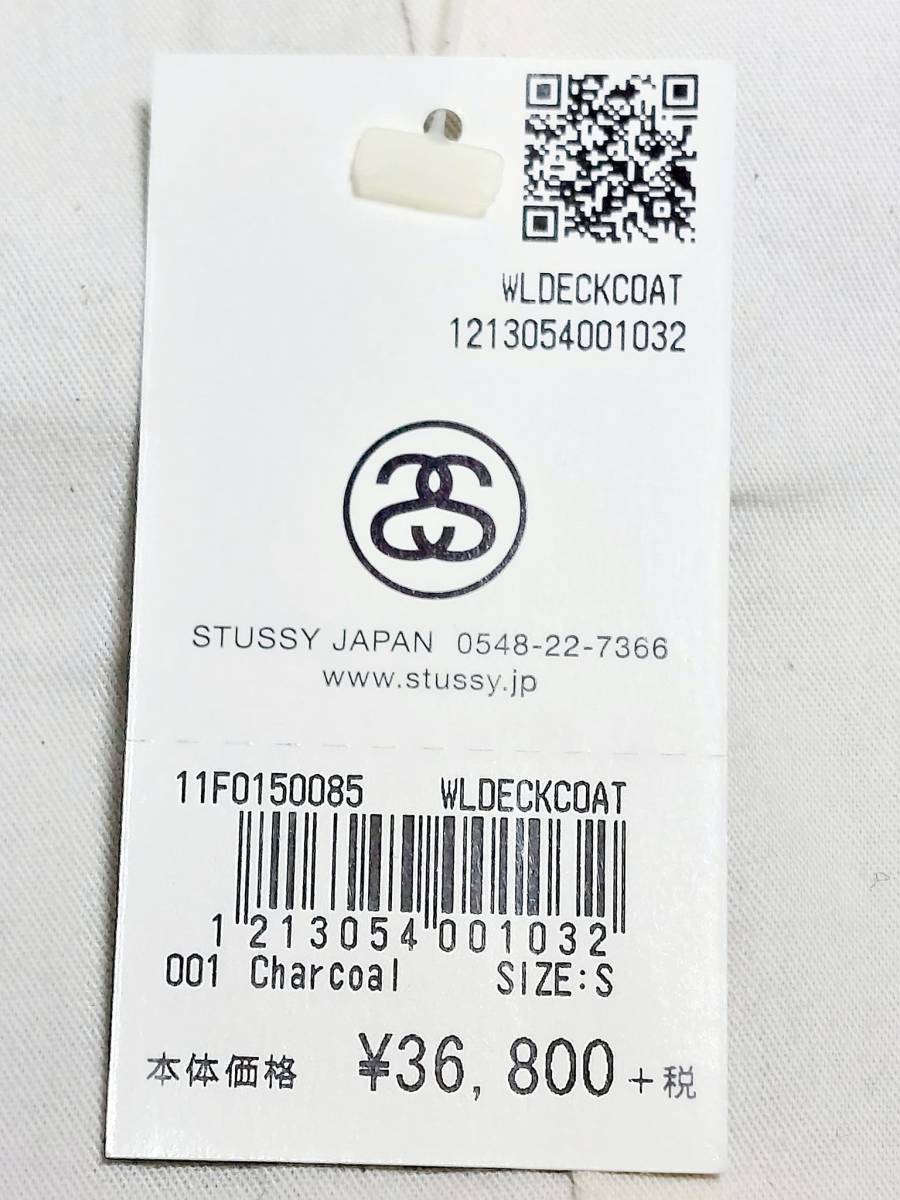 WLDECKCOAT
1213054001032
STUSSY JAPAN 0548-22-7366
www.stussy.jp
11F0150085 WLDECKCOAT
1 213054 001032
001 Charcoal SIZE:S
本体価格 ¥36,800+税